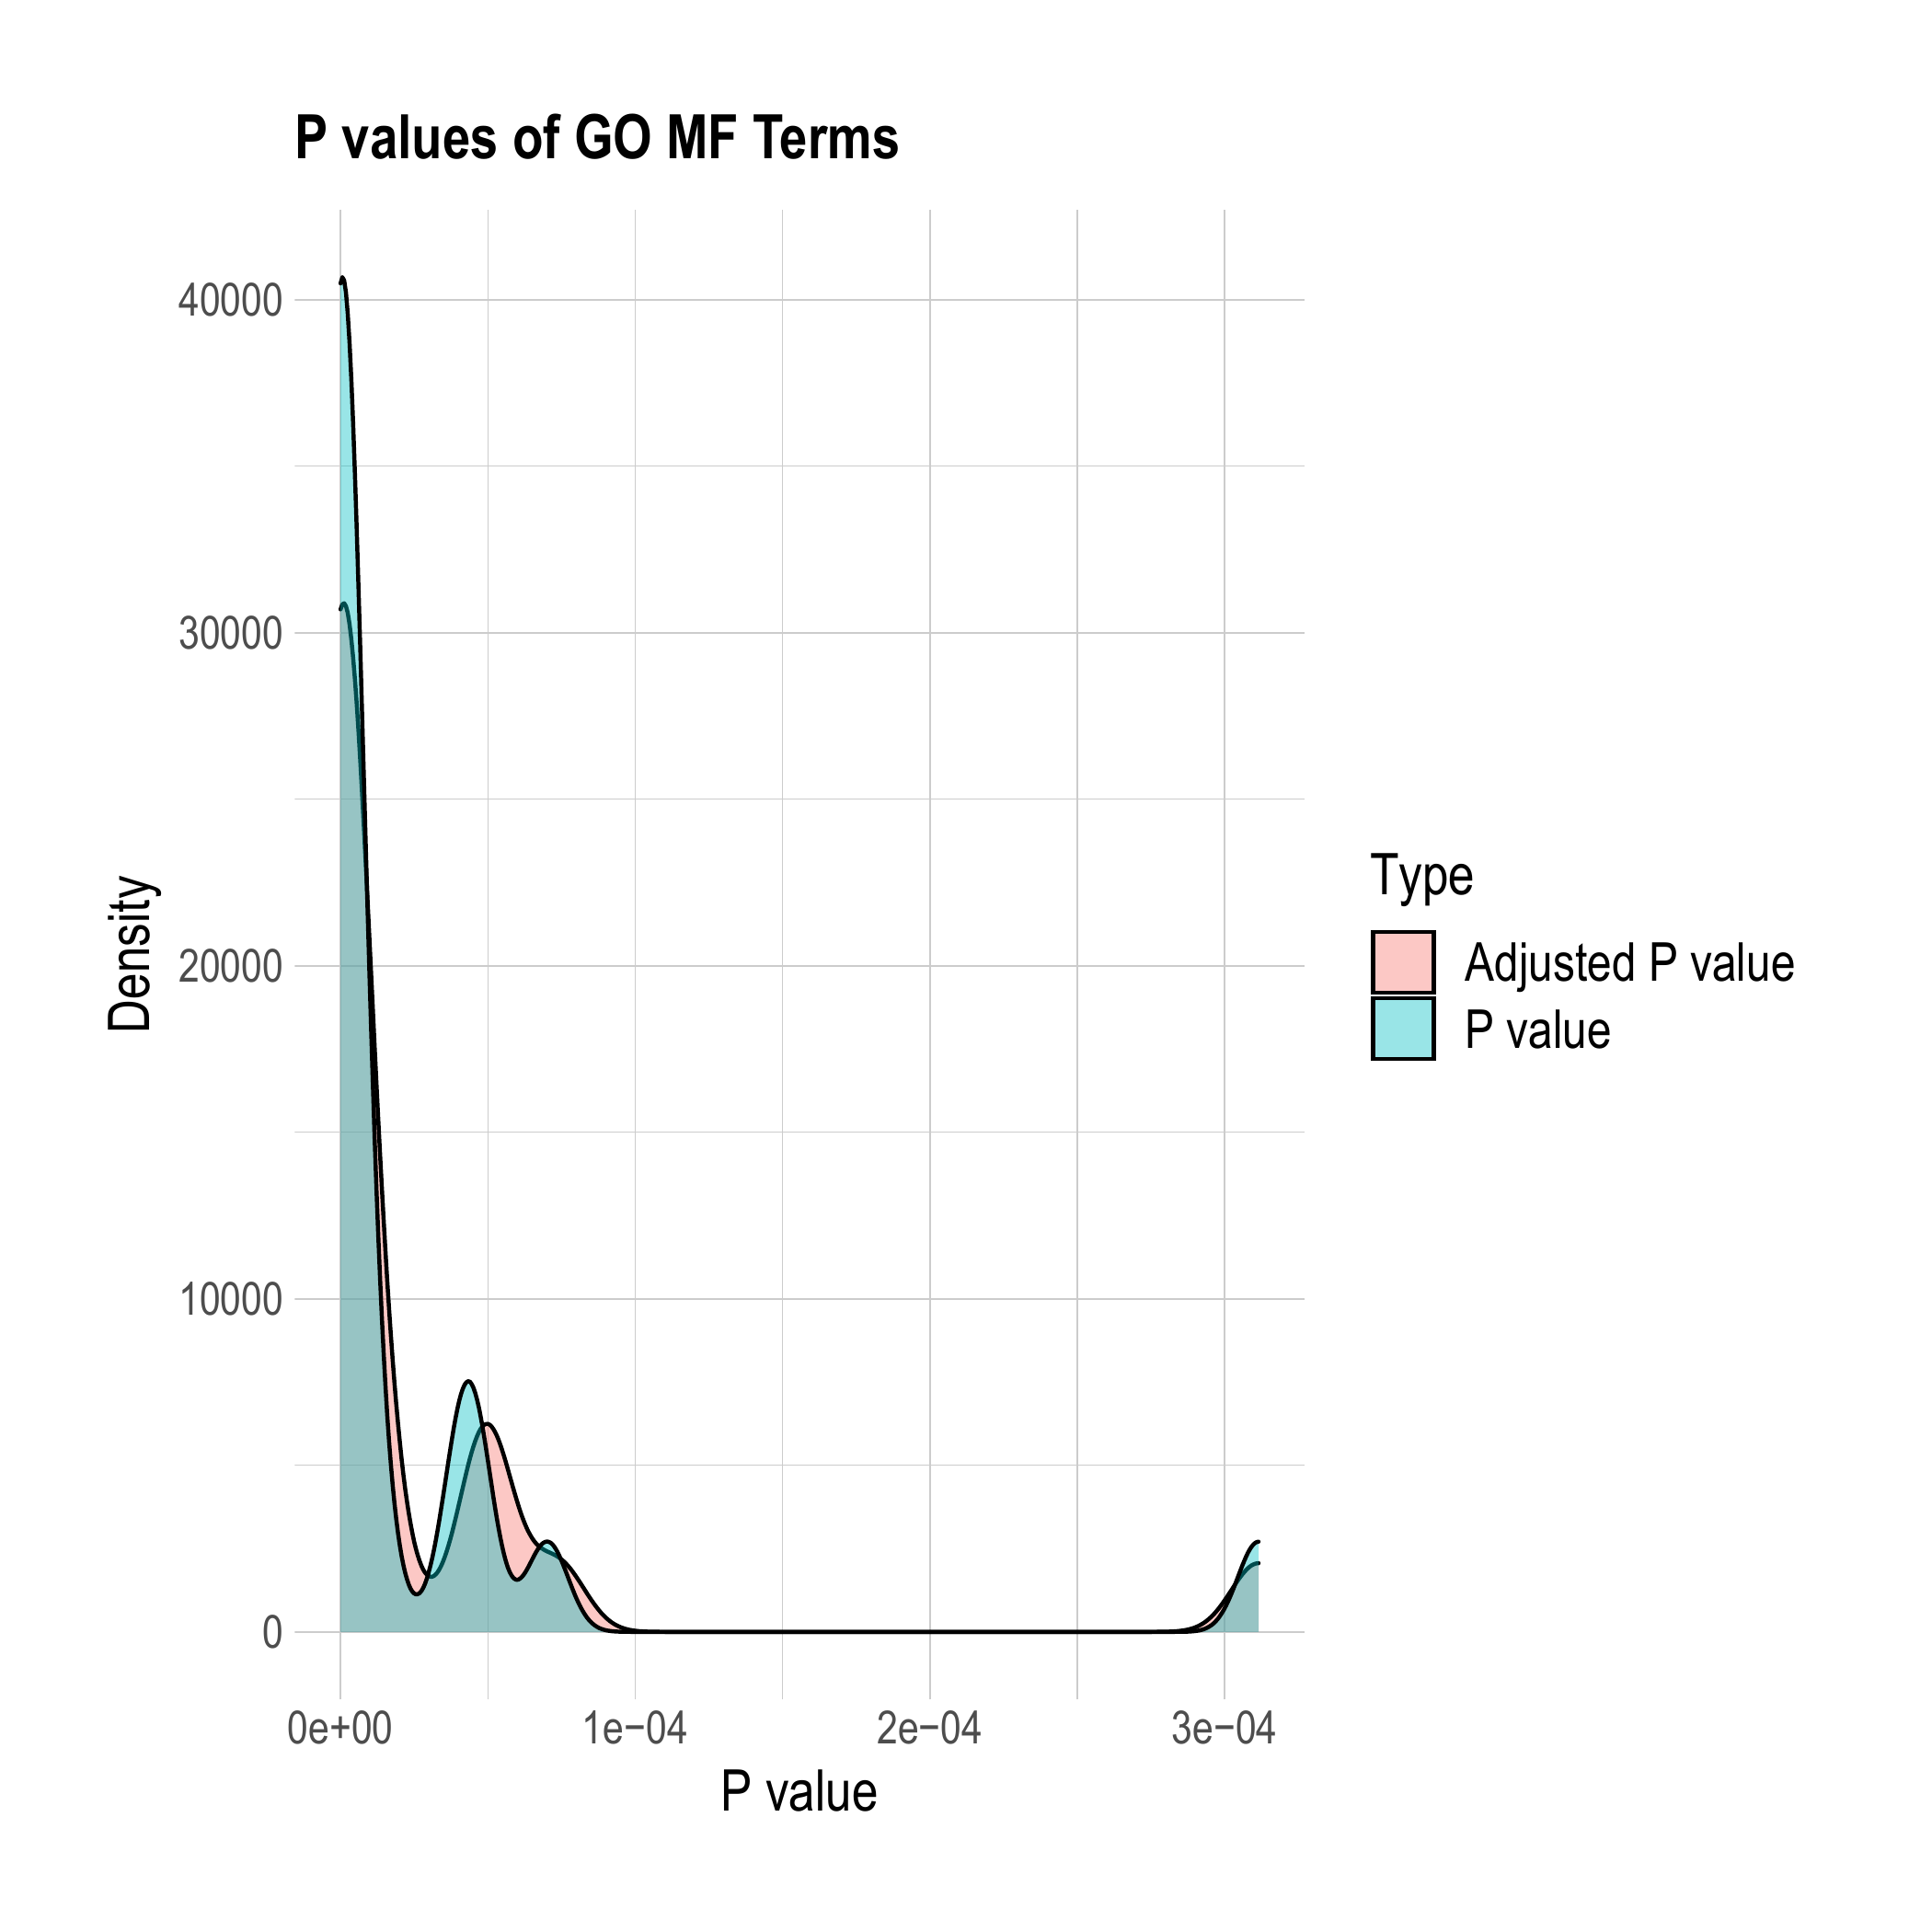 P values of GO MF Terms
40000
30000
20000
10000
0
Density
0e+00
1e−04
2e−04
3e−04
P value
Type
Adjusted P value
P value